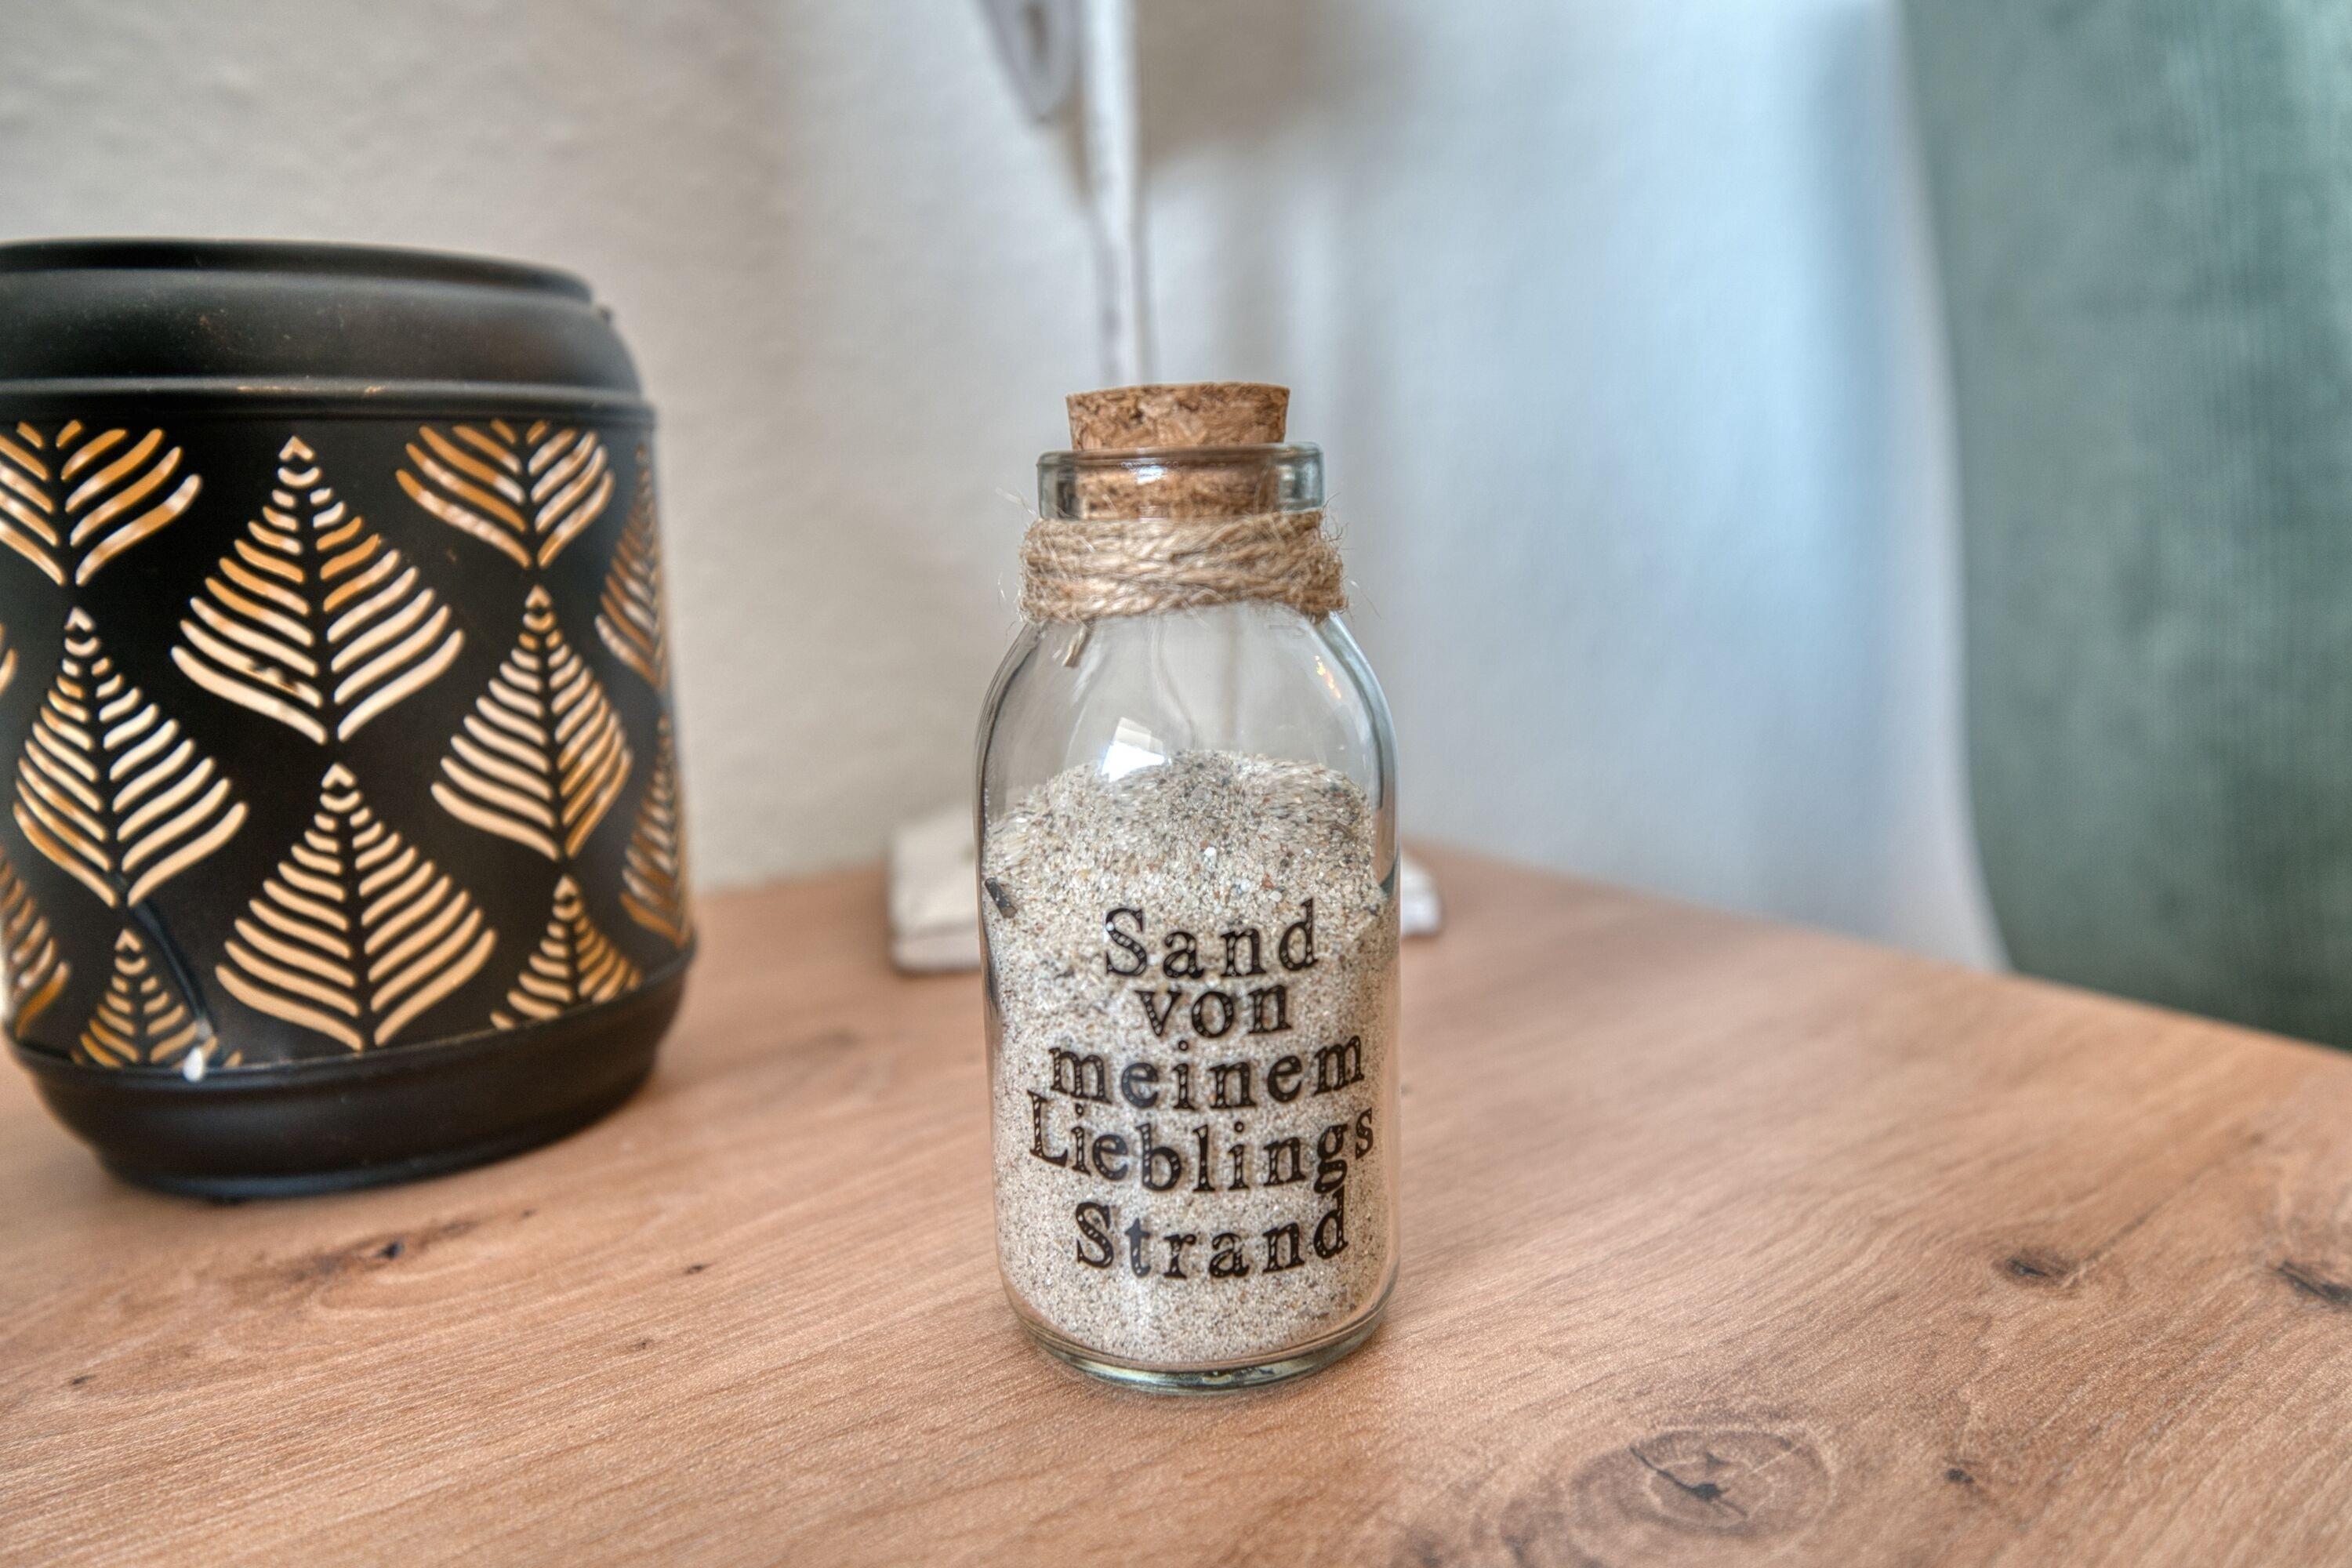 Sand
von
meinem
Lieblings
Strand